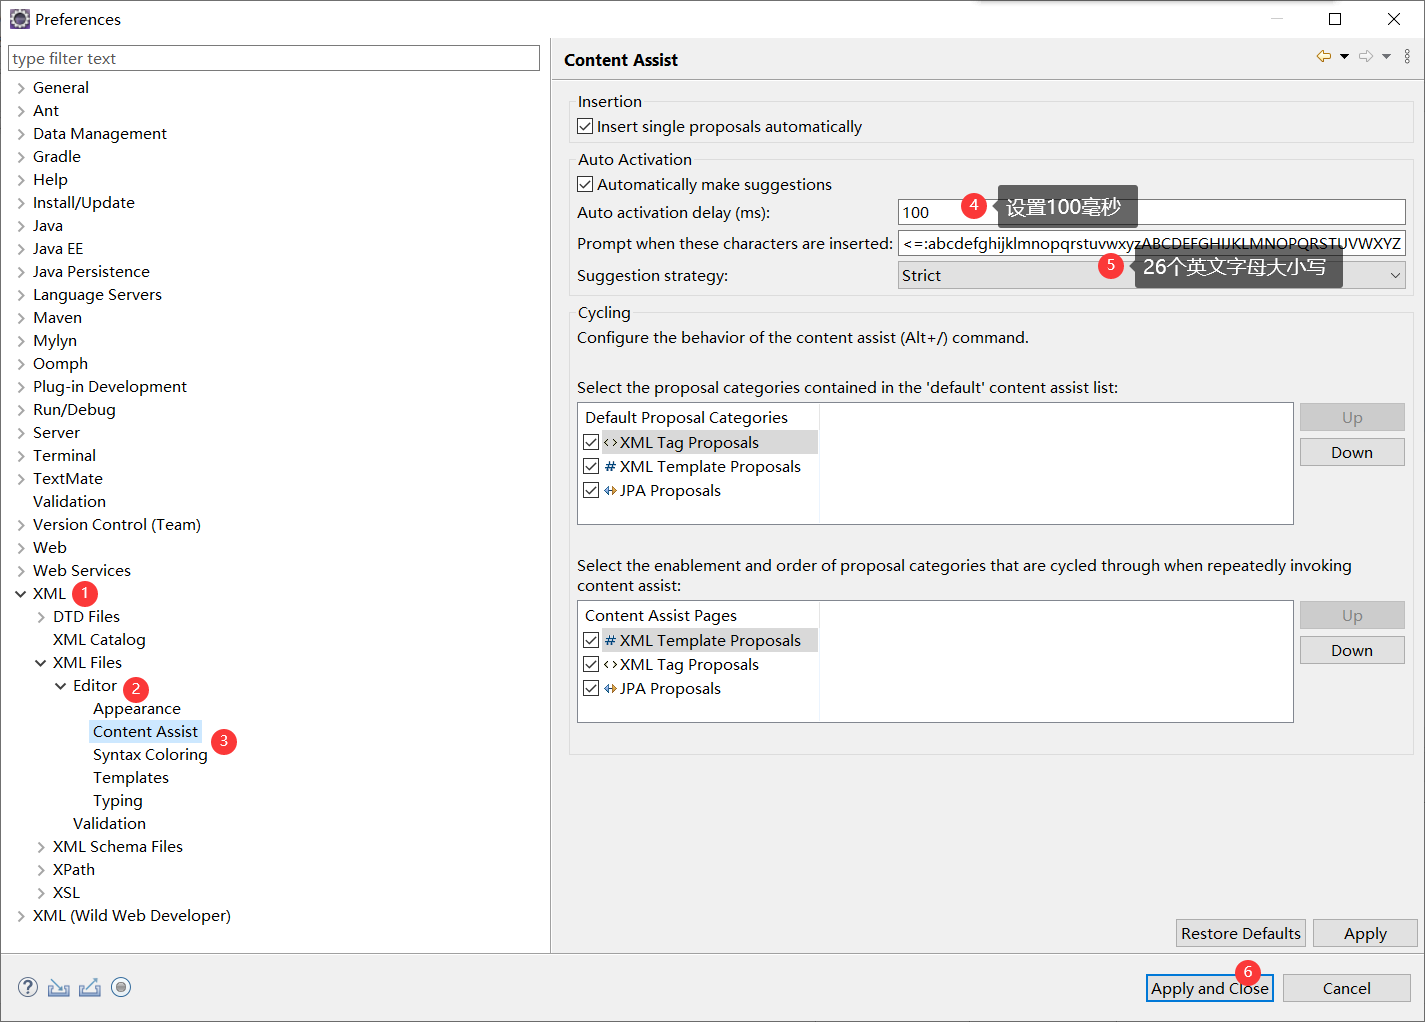 Preferences
type filter text
General
Ant
Data Management
Gradle
Help
Install/Update
Java
Java EE
Java Persistence
Language Servers
Maven
Mylyn
Oomph
Plug-in Development
Run/Debug
Server
Terminal
TextMate
Validation
Version Control (Team)
Web
Web Services
XML 1
DTD Files
XML Catalog
XML Files
Editor 2
Appearance
Content Assist
3
Syntax Coloring
Templates
Typing
Validation
XML Schema Files
XPath
XSL
XML (Wild Web Developer)
Content Assist
Insertion
Insert single proposals automatically
Auto Activation
Automatically make suggestions
Auto activation delay (ms): 100 4 设置100毫秒
Prompt when these characters are inserted: <=:abcdefghijklmnopqrstuvwxyzABCDEFGHIJKLMNOPQRSTUVWXYZ
Suggestion strategy: Strict 5 26个英文字母大小写
Cycling
Configure the behavior of the content assist (Alt+/) command.
Select the proposal categories contained in the 'default' content assist list:
Default Proposal Categories
<>XML Tag Proposals
# XML Template Proposals
JPA Proposals
Up
Down
Select the enablement and order of proposal categories that are cycled through when repeatedly invoking
content assist:
Content Assist Pages
# XML Template Proposals
<>XML Tag Proposals
JPA Proposals
Up
Down
Restore Defaults
Apply
6
Apply and Close
Cancel